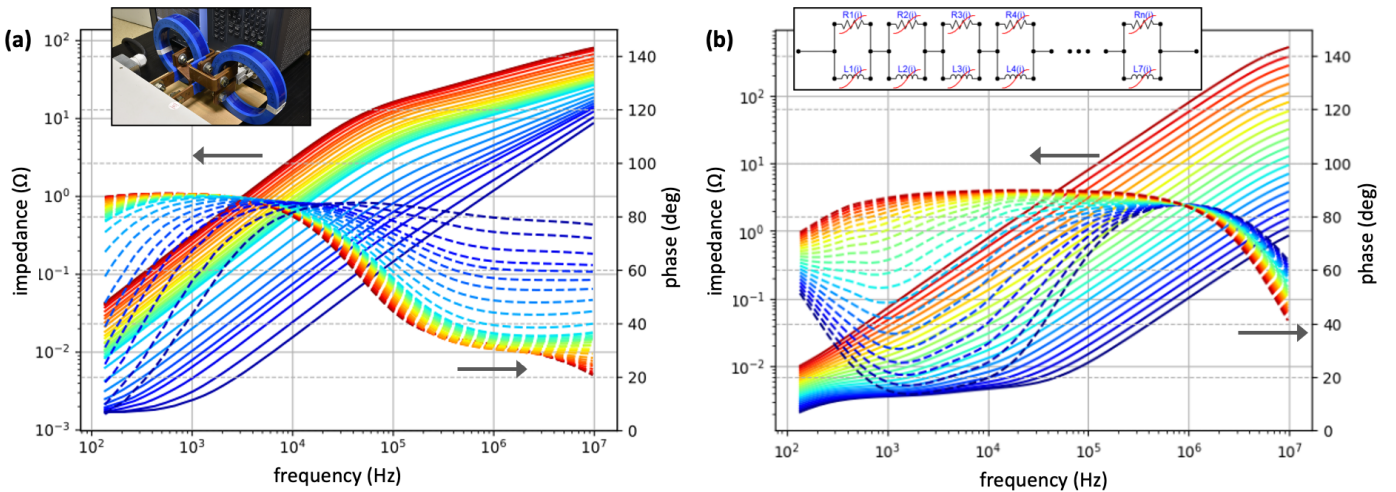 (a)
10²
10¹
10⁰
10⁻¹
10⁻²
10⁻³
impedance (Ω)
10²
10³
10⁴
10⁵
10⁶
10⁷
frequency (Hz)
140
120
100
80
60
40
20
0
phase (deg)
(b)
R1(i)
R2(i)
R3(i)
R4(i)
Rn(i)
L1(i)
L2(i)
L3(i)
L4(i)
L7(i)
10²
10¹
10⁰
10⁻¹
10⁻²
impedance (Ω)
10²
10³
10⁴
10⁵
10⁶
10⁷
frequency (Hz)
140
120
100
80
60
40
20
0
phase (deg)